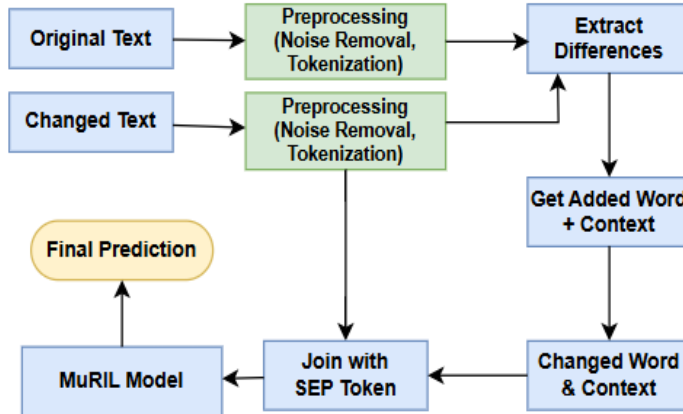 Original Text
Preprocessing
(Noise Removal,
Tokenization)
Extract
Differences
Changed Text
Preprocessing
(Noise Removal,
Tokenization)
Get Added Word
+ Context
Final Prediction
MuRIL Model
Join with
SEP Token
Changed Word
& Context